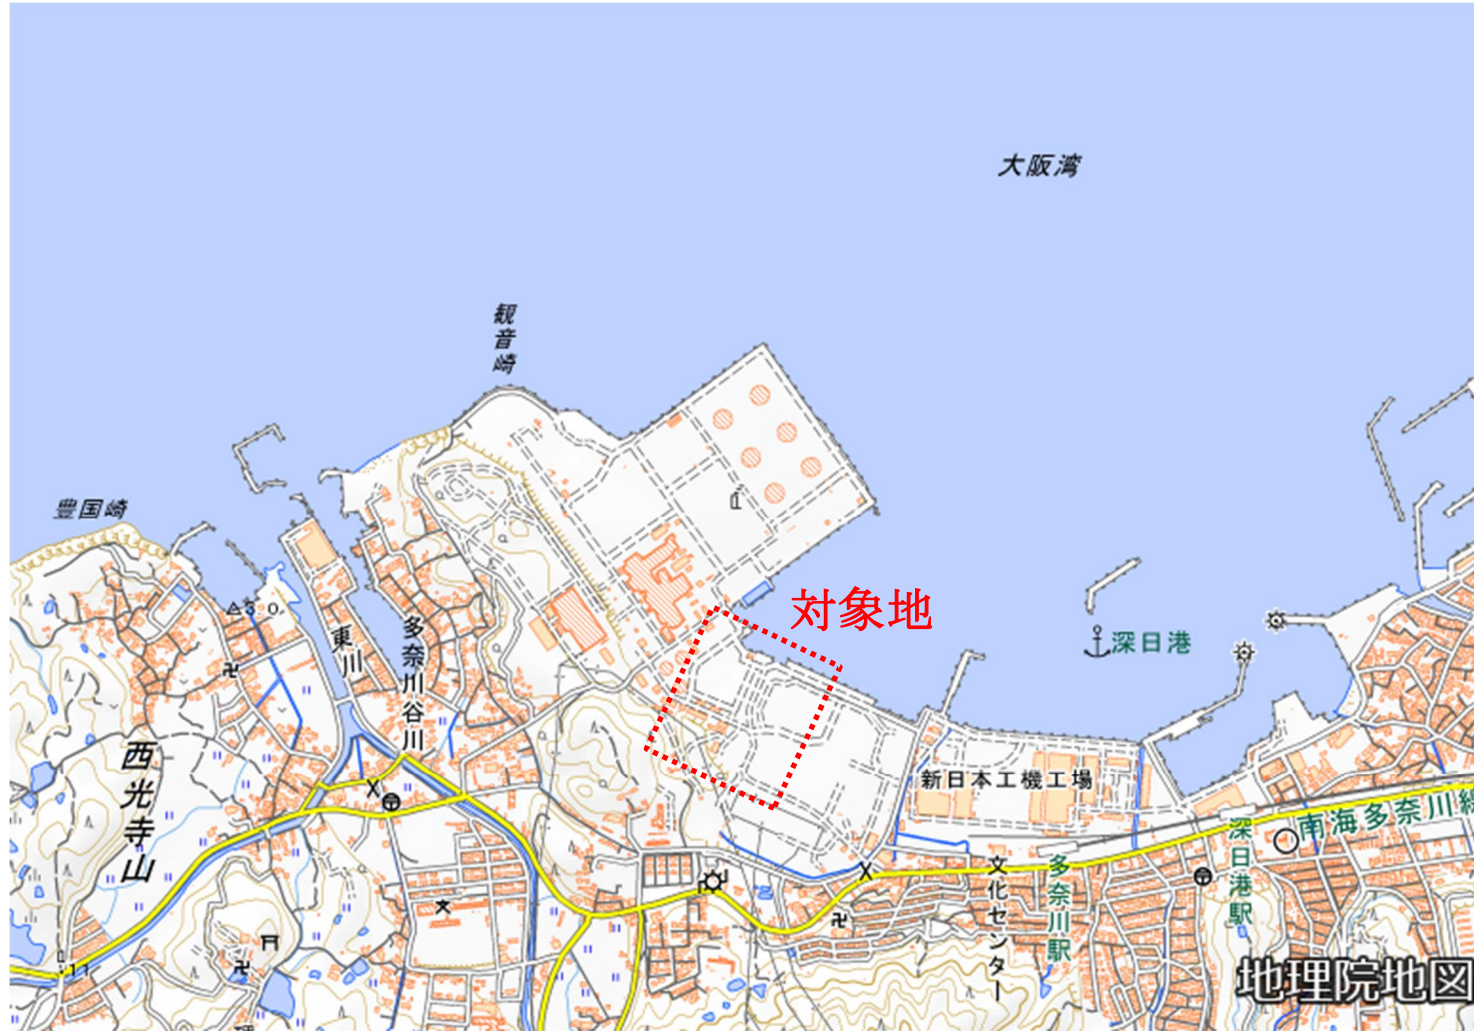 大阪湾
観音崎
豊国崎
対象地
深日港
3.0
東川
多奈川谷川
西光寺山
新日本工機工場
南海多奈川線
深日港駅
多奈川駅
文化センター
11
地理院地図